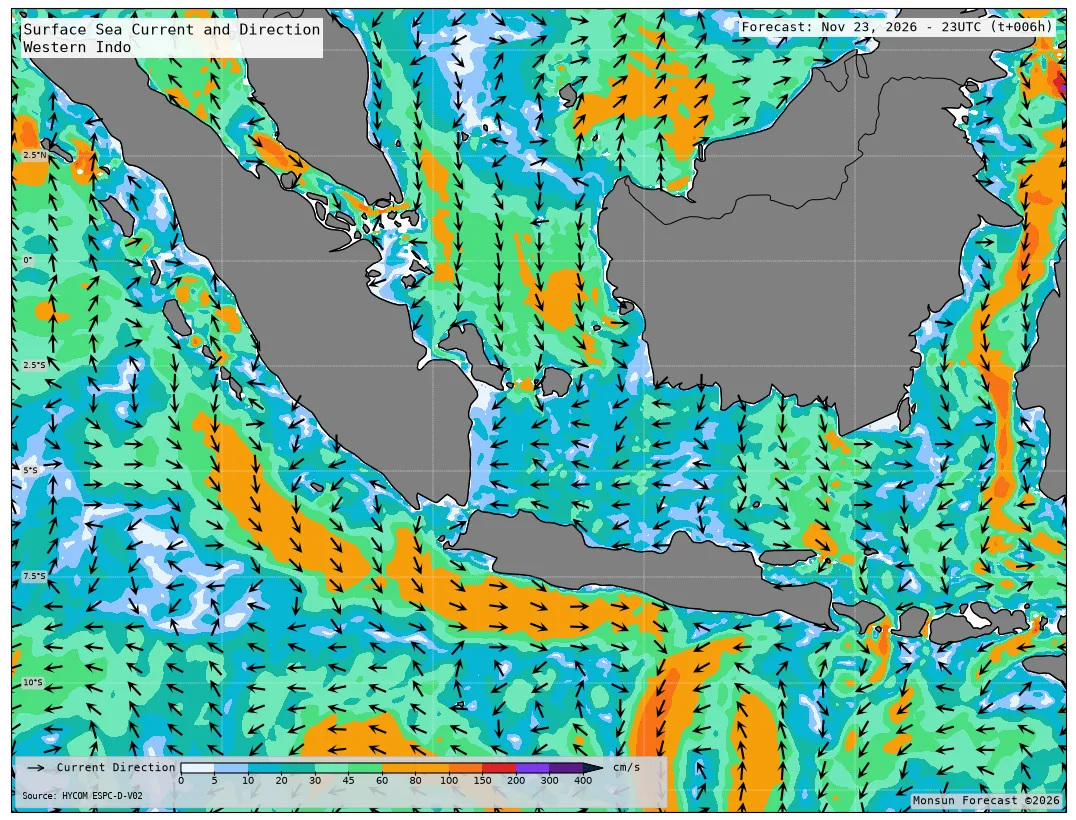 Surface Sea Current and Direction
Western Indo
Forecast: Nov 23, 2026 - 23UTC (t+006h)
2.5°N
0°
2.5°S
5°S
7.5°S
10°S
Current Direction
0 5 10 20 30 45 60 80 100 150 200 300 400 cm/s
Source: HYCOM ESPC-D-V02
Monsun Forecast ©2026